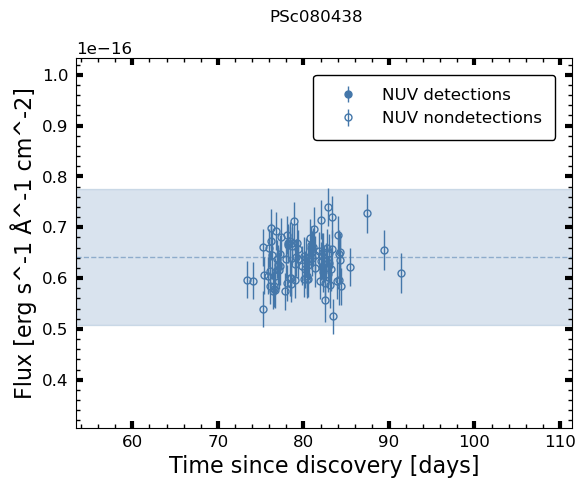 PSc080438
1e−16
NUV detections
NUV nondetections
1.0
0.9
0.8
0.7
0.6
0.5
0.4
Flux [erg s^-1 Å^-1 cm^-2]
60 70 80 90 100 110
Time since discovery [days]